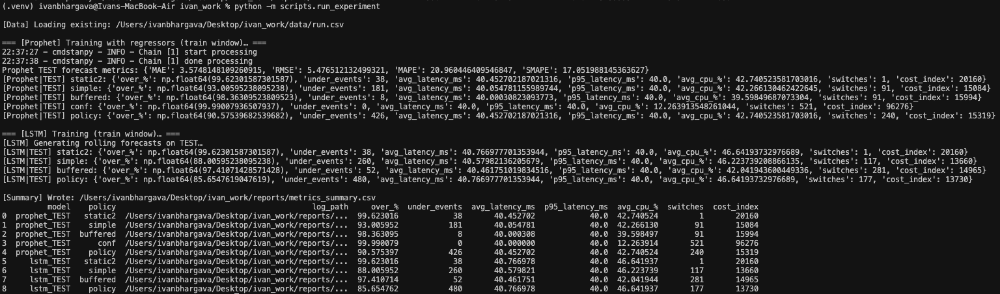 (.venv) ivanbhargava@Ivans-MacBook-Air ivan_work % python -m scripts.run_experiment
[Data] Loading existing: /Users/ivanbhargava/Desktop/ivan_work/data/run.csv
=== [Prophet] Training with regressors (train window)… ===
22:37:27 - cmdstanpy - INFO - Chain [1] start processing
22:37:38 - cmdstanpy - INFO - Chain [1] done processing
Prophet TEST forecast metrics: {'MAE': 3.5748148109260915, 'RMSE': 5.476512132499321, 'MAPE': 20.960446409546847, 'SMAPE': 17.051988145363627}
[Prophet|TEST] static2: {'over_%': np.float64(99.62301587301587), 'under_events': 38, 'avg_latency_ms': 40.452702187021316, 'p95_latency_ms': 40.0, 'avg_cpu_%': 42.740523581703016, 'switches': 1, 'cost_index': 20160}
[Prophet|TEST] simple: {'over_%': np.float64(93.00595238095238), 'under_events': 181, 'avg_latency_ms': 40.054781155989744, 'p95_latency_ms': 40.0, 'avg_cpu_%': 42.266130462422645, 'switches': 91, 'cost_index': 15084}
[Prophet|TEST] buffered: {'over_%': np.float64(98.36309523809523), 'under_events': 8, 'avg_latency_ms': 40.00030823093773, 'p95_latency_ms': 40.0, 'avg_cpu_%': 39.59849687073304, 'switches': 91, 'cost_index': 15994}
[Prophet|TEST] conf: {'over_%': np.float64(99.99007936507937), 'under_events': 0, 'avg_latency_ms': 40.0, 'p95_latency_ms': 40.0, 'avg_cpu_%': 12.263913548261044, 'switches': 521, 'cost_index': 96276}
[Prophet|TEST] policy: {'over_%': np.float64(90.57539682539682), 'under_events': 426, 'avg_latency_ms': 40.452702187021316, 'p95_latency_ms': 40.0, 'avg_cpu_%': 42.740523581703016, 'switches': 240, 'cost_index': 15319}
=== [LSTM] Training (train window)… ===
[LSTM] Generating rolling forecasts on TEST…
[LSTM|TEST] static2: {'over_%': np.float64(99.62301587301587), 'under_events': 38, 'avg_latency_ms': 40.766977701353944, 'p95_latency_ms': 40.0, 'avg_cpu_%': 46.64193732976689, 'switches': 1, 'cost_index': 20160}
[LSTM|TEST] simple: {'over_%': np.float64(88.00595238095238), 'under_events': 260, 'avg_latency_ms': 40.57982136205679, 'p95_latency_ms': 40.0, 'avg_cpu_%': 46.223739208866135, 'switches': 117, 'cost_index': 13660}
[LSTM|TEST] buffered: {'over_%': np.float64(97.41071428571428), 'under_events': 52, 'avg_latency_ms': 40.461751019834516, 'p95_latency_ms': 40.0, 'avg_cpu_%': 42.041943600449336, 'switches': 281, 'cost_index': 14965}
[LSTM|TEST] policy: {'over_%': np.float64(85.6547619047619), 'under_events': 480, 'avg_latency_ms': 40.766977701353944, 'p95_latency_ms': 40.0, 'avg_cpu_%': 46.64193732976689, 'switches': 177, 'cost_index': 13730}
[Summary] Wrote: /Users/ivanbhargava/Desktop/ivan_work/reports/metrics_summary.csv
model policy log_path over_% under_events avg_latency_ms p95_latency_ms avg_cpu_% switches cost_index
0 prophet_TEST static2 /Users/ivanbhargava/Desktop/ivan_work/reports/... 99.623016 38 40.452702 40.0 42.740524 1 20160
1 prophet_TEST simple /Users/ivanbhargava/Desktop/ivan_work/reports/... 93.005952 181 40.054781 40.0 42.266130 91 15084
2 prophet_TEST buffered /Users/ivanbhargava/Desktop/ivan_work/reports/... 98.363095 8 40.000308 40.0 39.598497 91 15994
3 prophet_TEST conf /Users/ivanbhargava/Desktop/ivan_work/reports/... 99.990079 0 40.000000 40.0 12.263914 521 96276
4 prophet_TEST policy /Users/ivanbhargava/Desktop/ivan_work/reports/... 90.575397 426 40.452702 40.0 42.740524 240 15319
5 lstm_TEST static2 /Users/ivanbhargava/Desktop/ivan_work/reports/... 99.623016 38 40.766978 40.0 46.641937 1 20160
6 lstm_TEST simple /Users/ivanbhargava/Desktop/ivan_work/reports/... 88.005952 260 40.579821 40.0 46.223739 117 13660
7 lstm_TEST buffered /Users/ivanbhargava/Desktop/ivan_work/reports/... 97.410714 52 40.461751 40.0 42.041944 281 14965
8 lstm_TEST policy /Users/ivanbhargava/Desktop/ivan_work/reports/... 85.654762 480 40.766978 40.0 46.641937 177 13730